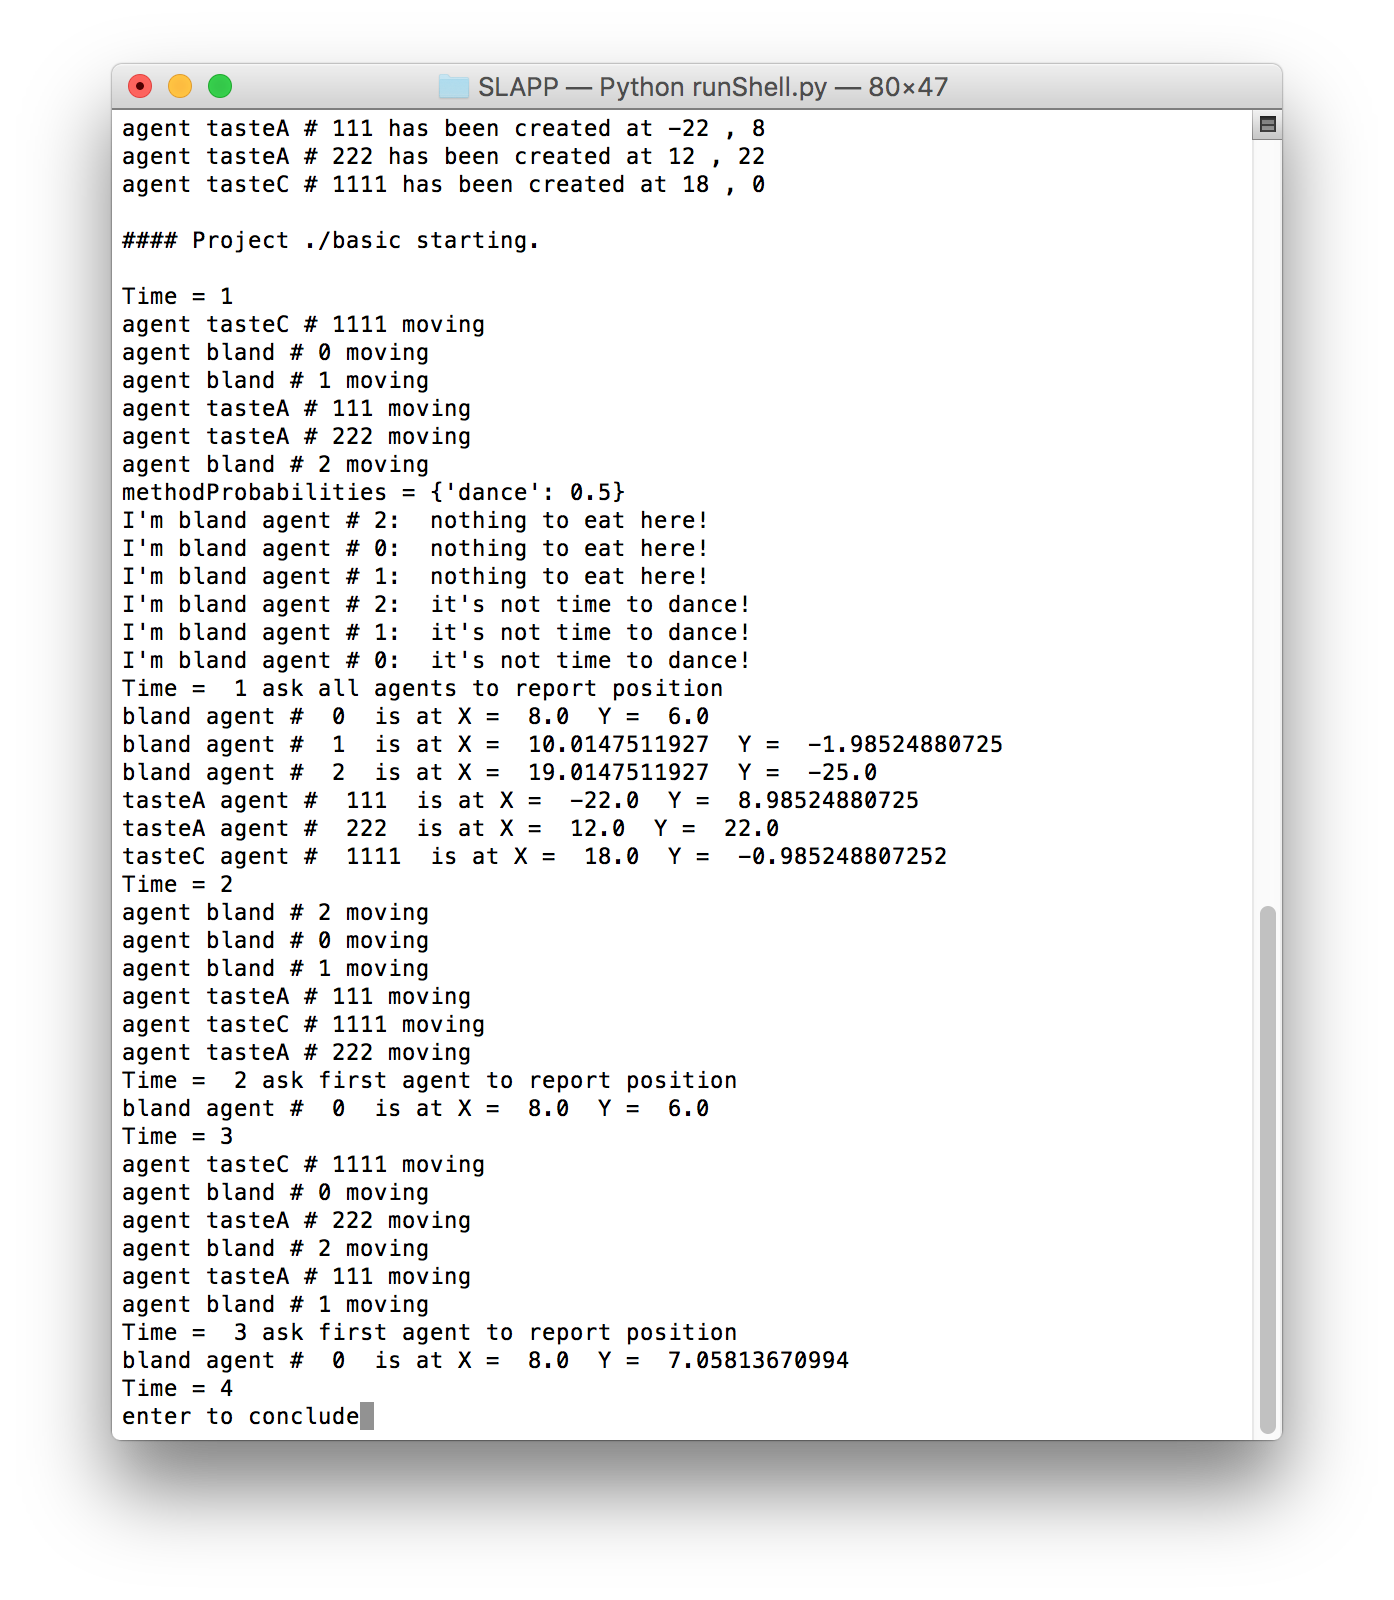 SLAPP — Python runShell.py — 80×47
agent tasteA # 111 has been created at -22 , 8
agent tasteA # 222 has been created at 12 , 22
agent tasteC # 1111 has been created at 18 , 0

#### Project ./basic starting.

Time = 1
agent tasteC # 1111 moving
agent bland # 0 moving
agent bland # 1 moving
agent tasteA # 111 moving
agent tasteA # 222 moving
agent bland # 2 moving
methodProbabilities = {'dance': 0.5}
I'm bland agent # 2:  nothing to eat here!
I'm bland agent # 0:  nothing to eat here!
I'm bland agent # 1:  nothing to eat here!
I'm bland agent # 2:  it's not time to dance!
I'm bland agent # 1:  it's not time to dance!
I'm bland agent # 0:  it's not time to dance!
Time =  1 ask all agents to report position
bland agent #  0  is at X =  8.0  Y =  6.0
bland agent #  1  is at X =  10.0147511927  Y =  -1.98524880725
bland agent #  2  is at X =  19.0147511927  Y =  -25.0
tasteA agent #  111  is at X =  -22.0  Y =  8.98524880725
tasteA agent #  222  is at X =  12.0  Y =  22.0
tasteC agent #  1111  is at X =  18.0  Y =  -0.985248807252
Time = 2
agent bland # 2 moving
agent bland # 0 moving
agent bland # 1 moving
agent tasteA # 111 moving
agent tasteC # 1111 moving
agent tasteA # 222 moving
Time =  2 ask first agent to report position
bland agent #  0  is at X =  8.0  Y =  6.0
Time = 3
agent tasteC # 1111 moving
agent bland # 0 moving
agent tasteA # 222 moving
agent bland # 2 moving
agent tasteA # 111 moving
agent bland # 1 moving
Time =  3 ask first agent to report position
bland agent #  0  is at X =  8.0  Y =  7.05813670994
Time = 4
enter to conclude